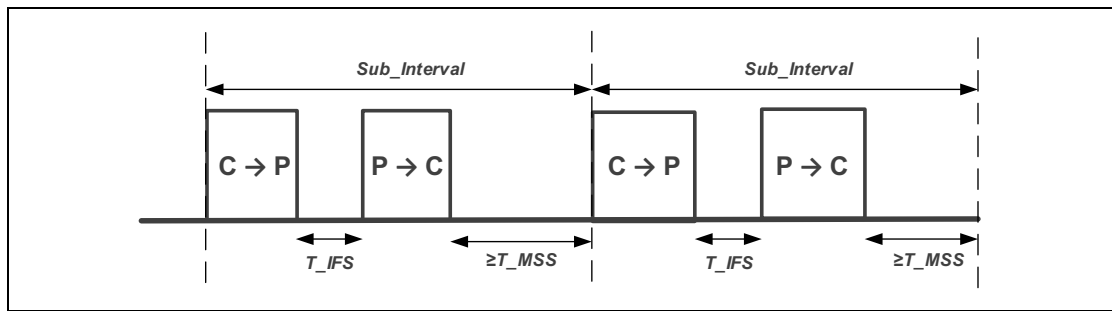 Sub_Interval Sub_Interval
C → P P → C C → P P → C
T_IFS ≥T_MSS T_IFS ≥T_MSS